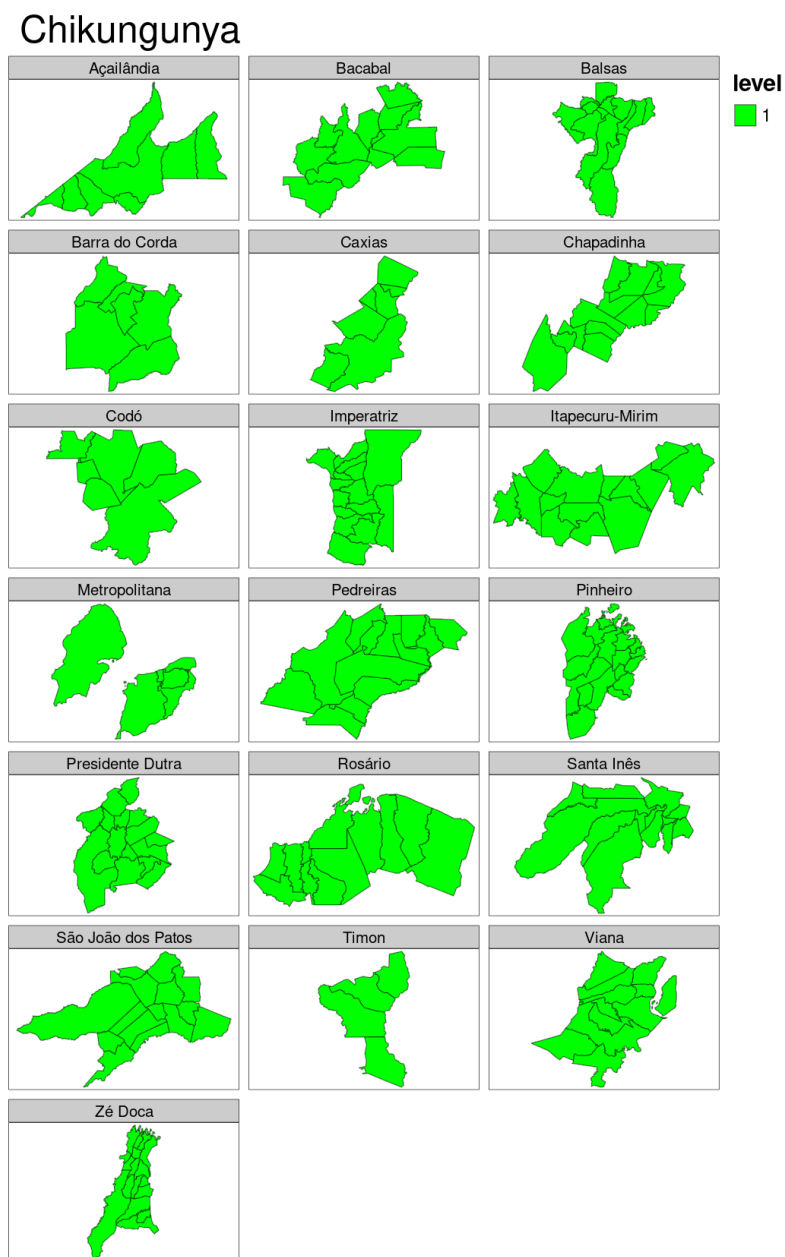 Chikungunya
Açailândia
Bacabal
Balsas
level
1
Barra do Corda
Caxias
Chapadinha
Codó
Imperatriz
Itapecuru-Mirim
Metropolitana
Pedreiras
Pinheiro
Presidente Dutra
Rosário
Santa Inês
São João dos Patos
Timon
Viana
Zé Doca